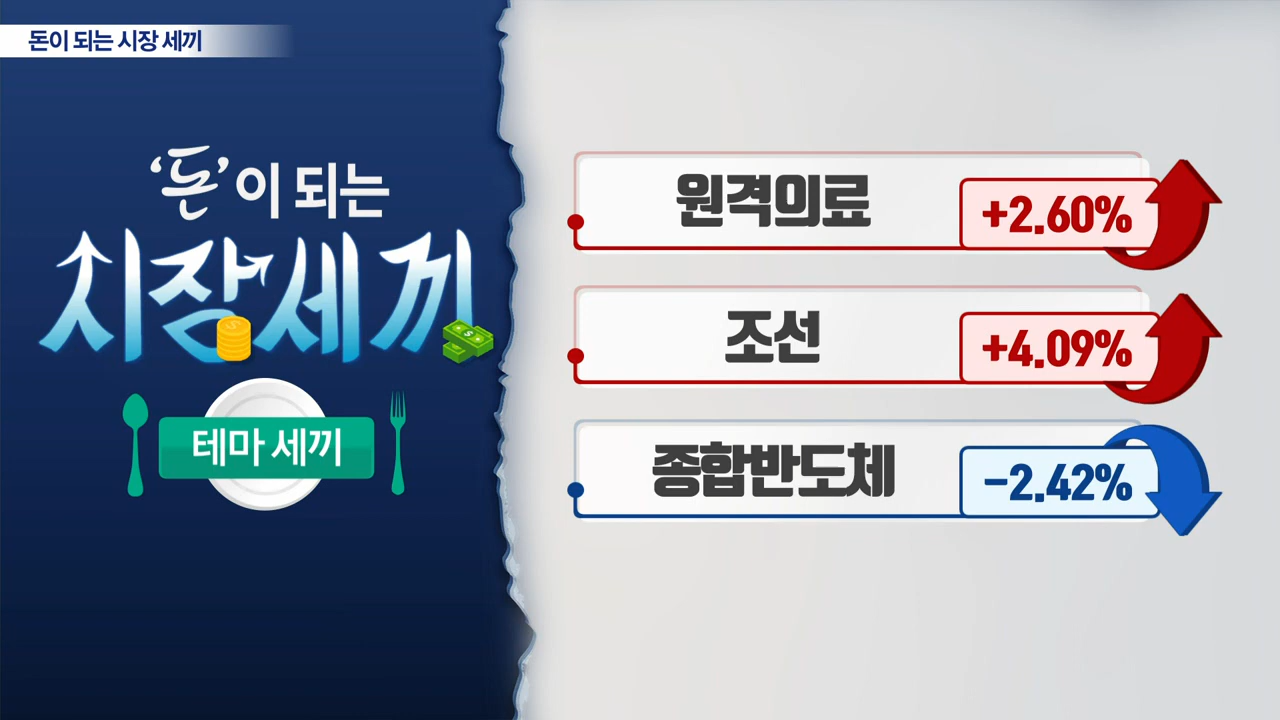 돈이 되는 시장 세끼
‘돈’이 되는
시장세끼
테마 세끼
원격의료
+2.60%
조선
+4.09%
종합반도체
-2.42%